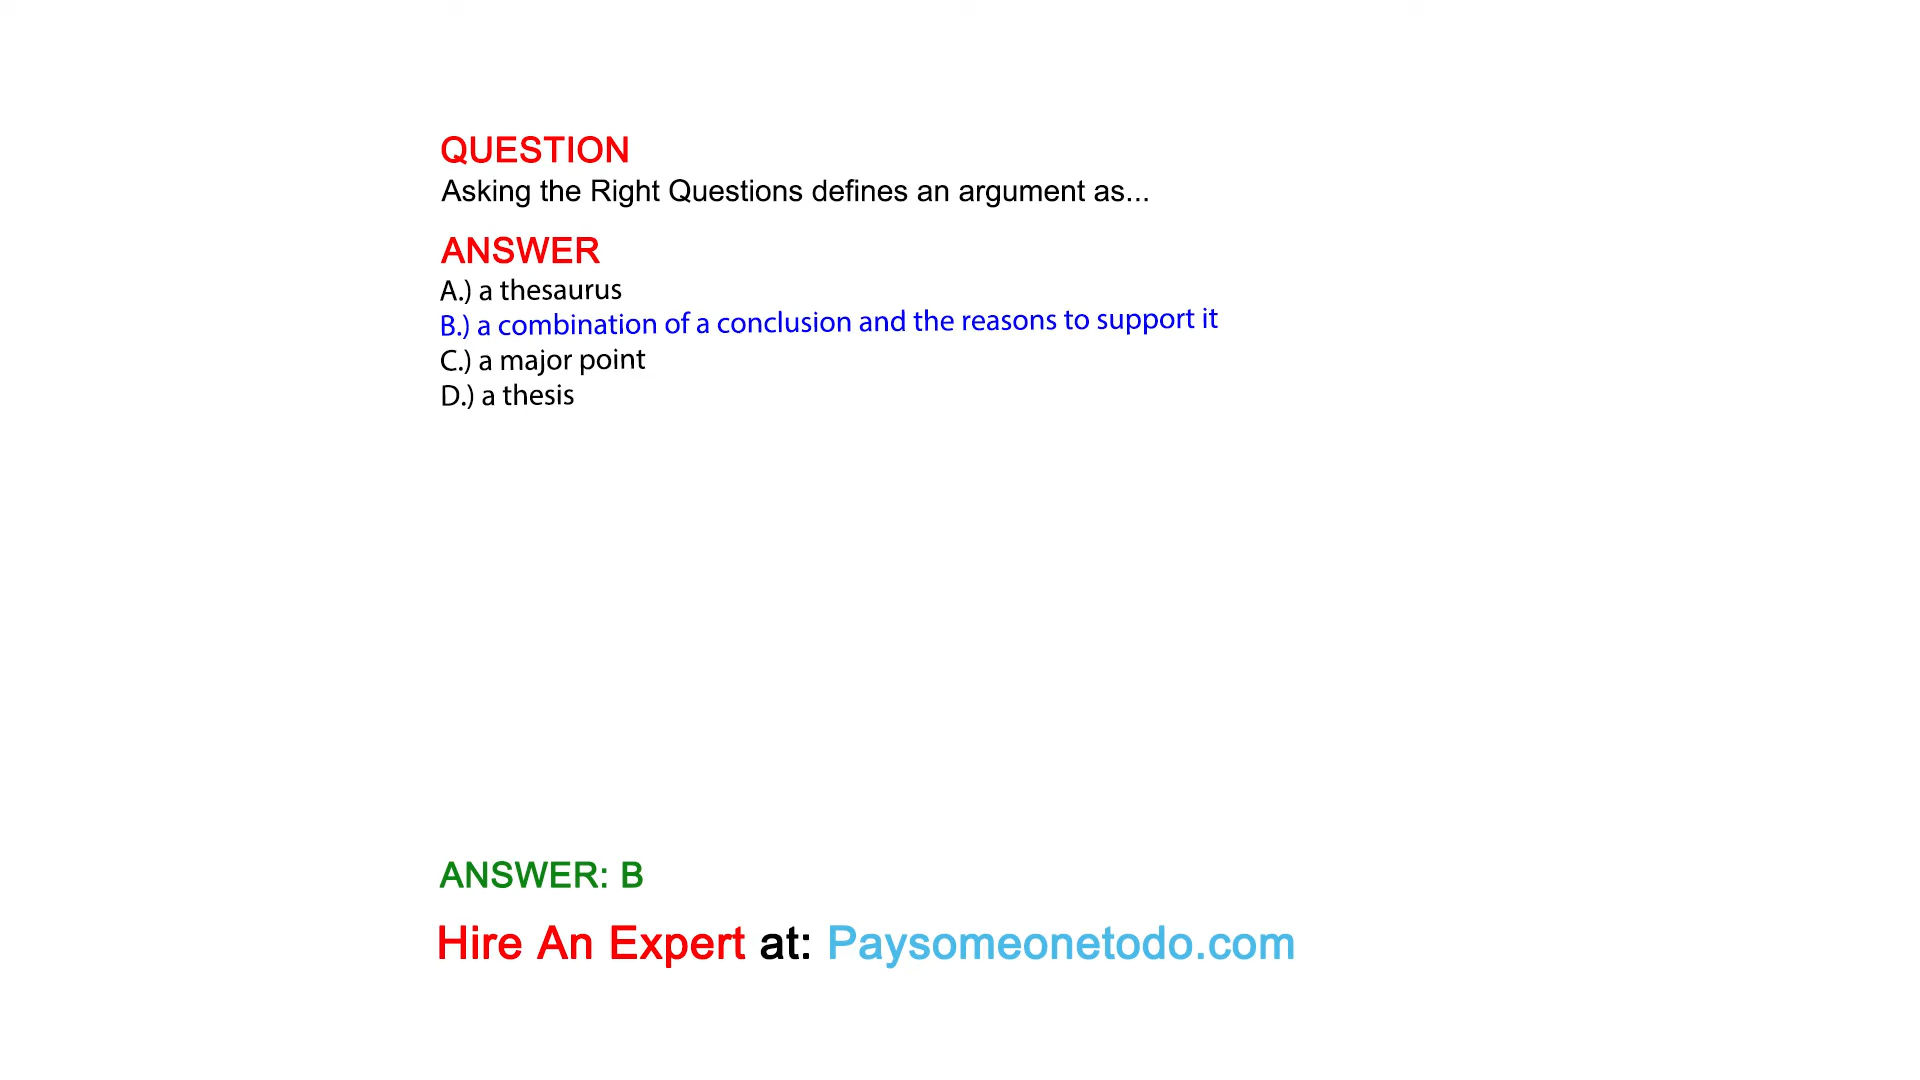 QUESTION
Asking the Right Questions defines an argument as...
ANSWER
A.) a thesaurus
B.) a combination of a conclusion and the reasons to support it
C.) a major point
D.) a thesis
ANSWER: B
Hire An Expert at: Paysomeonetodo.com